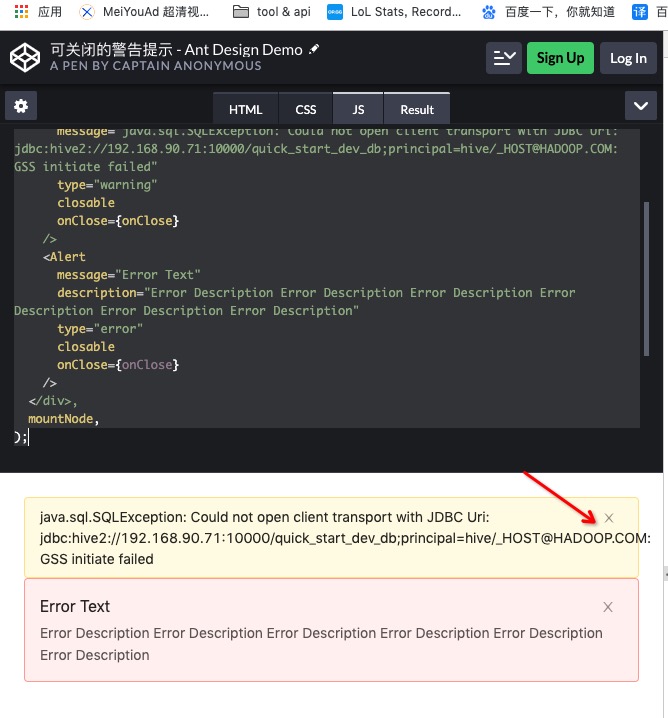 应用
MeiYouAd 超清视...
tool & api
LoL Stats, Record...
百度一下，你就知道
译
百
可关闭的警告提示 - Ant Design Demo
A PEN BY CAPTAIN ANONYMOUS
Sign Up
Log In
HTML
CSS
JS
Result
message="java.sql.SQLException: Could not open client transport with JDBC Uri:
jdbc:hive2://192.168.90.71:10000/quick_start_dev_db;principal=hive/_HOST@HADOOP.COM:
GSS initiate failed"
type="warning"
closable
onClose={onClose}
/>
<Alert
message="Error Text"
description="Error Description Error Description Error Description Error
Description Error Description Error Description"
type="error"
closable
onClose={onClose}
/>
</div>,
mountNode,
);
java.sql.SQLException: Could not open client transport with JDBC Uri:
jdbc:hive2://192.168.90.71:10000/quick_start_dev_db;principal=hive/_HOST@HADOOP.COM:
GSS initiate failed
Error Text
Error Description Error Description Error Description Error Description Error Description
Error Description